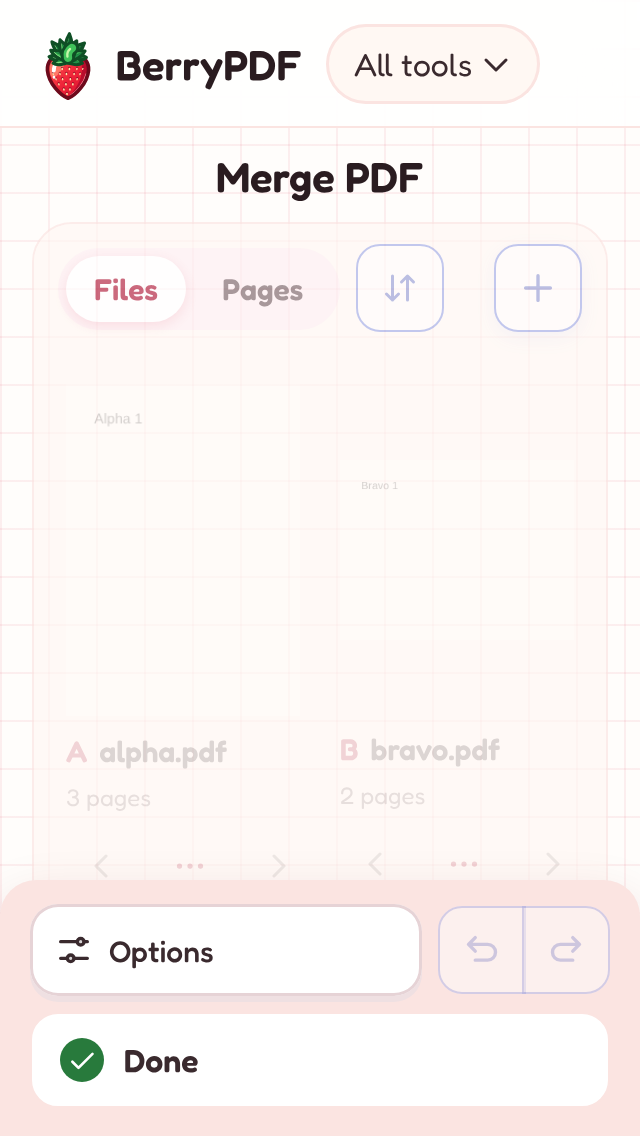 BerryPDF
All tools
Merge PDF
Files
Pages
Alpha 1
Bravo 1
A alpha.pdf
B bravo.pdf
3 pages
2 pages
Options
Done